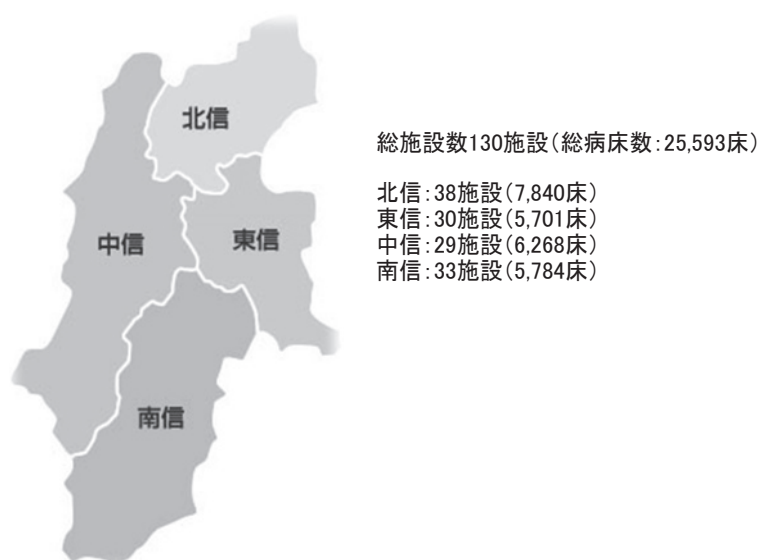 北信
中信
東信
南信
総施設数130施設(総病床数:25,593床)
北信:38施設(7,840床)
東信:30施設(5,701床)
中信:29施設(6,268床)
南信:33施設(5,784床)